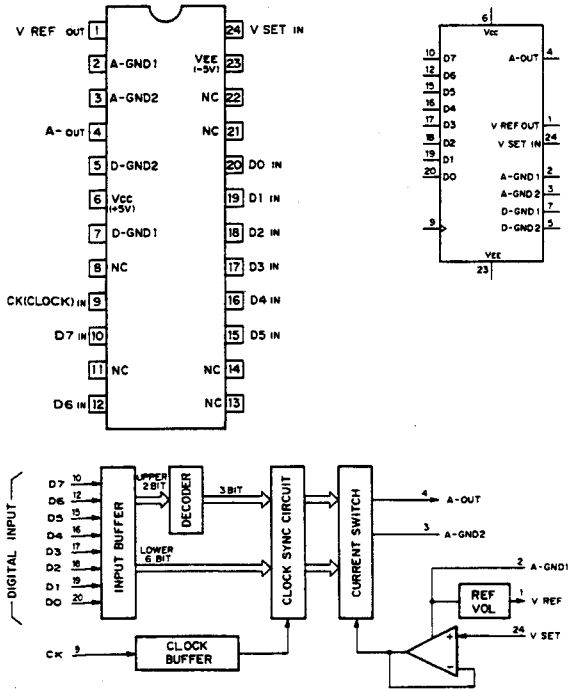 V REF OUT 1
24 V SET IN
2 A-GND1
VEE (-5V) 23
3 A-GND2
NC 22
A-OUT 4
NC 21
5 D-GND2
20 D0 IN
6 VCC (+5V)
19 D1 IN
7 D-GND1
18 D2 IN
8 NC
17 D3 IN
CK(CLOCK) IN 9
16 D4 IN
D7 IN 10
15 D5 IN
11 NC
NC 14
D6 IN 12
NC 13
6
VCC
10 D7
A-OUT 4
12 D6
15 D5
16 D4
17 D3
V REF OUT 1
18 D2
V SET IN 24
19 D1
20 D0
A-GND1 2
A-GND2 3
D-GND1 7
9
D-GND2 5
VEE
23
DIGITAL INPUT
D7 10
D6 12
D5 15
D4 16
D3 17
D2 18
D1 19
D0 20
INPUT BUFFER
UPPER
2 BIT
DECODER
3 BIT
LOWER
6 BIT
CLOCK SYNC CIRCUIT
CURRENT SWITCH
4 A-OUT
3 A-GND2
2 A-GND1
REF
VOL
1 V REF
24 V SET
+
-
CK 9
CLOCK
BUFFER